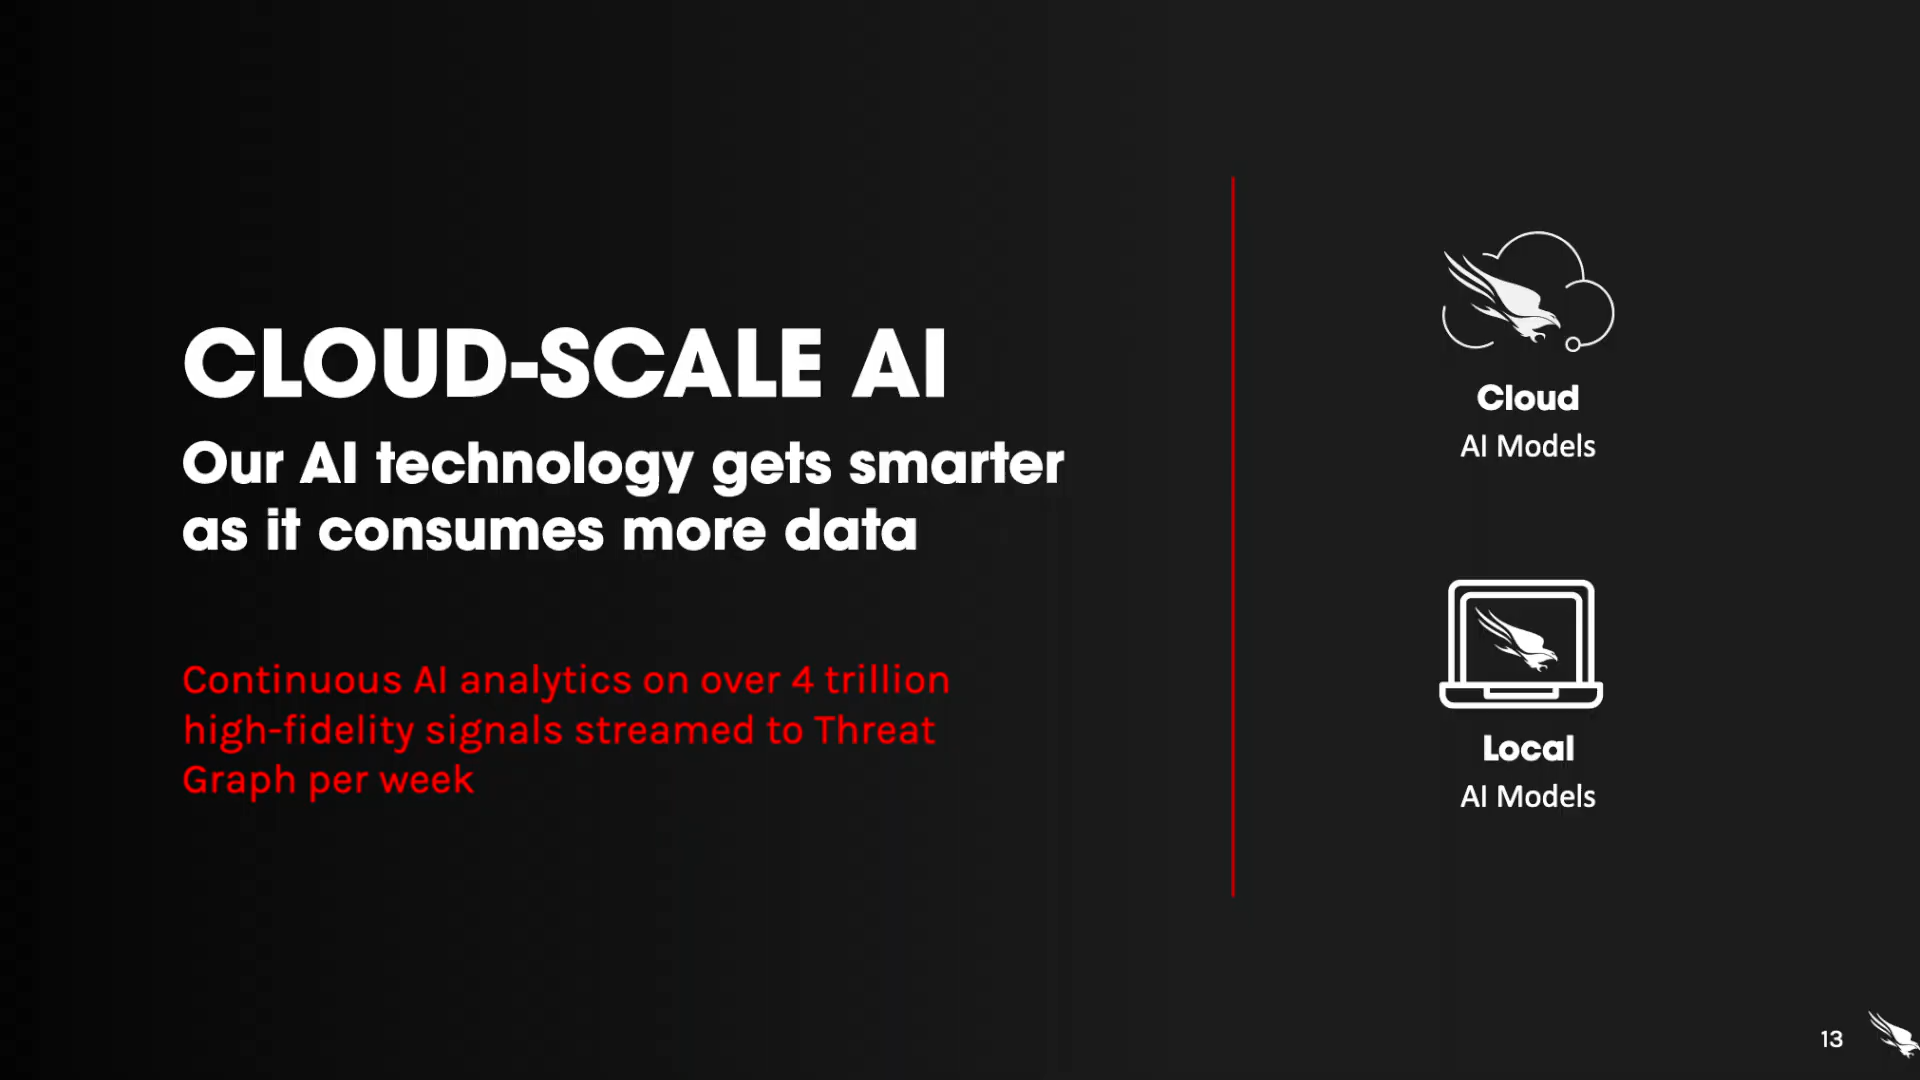 CLOUD-SCALE AI
Our AI technology gets smarter
as it consumes more data
Continuous AI analytics on over 4 trillion
high-fidelity signals streamed to Threat
Graph per week
Cloud
AI Models
Local
AI Models
13